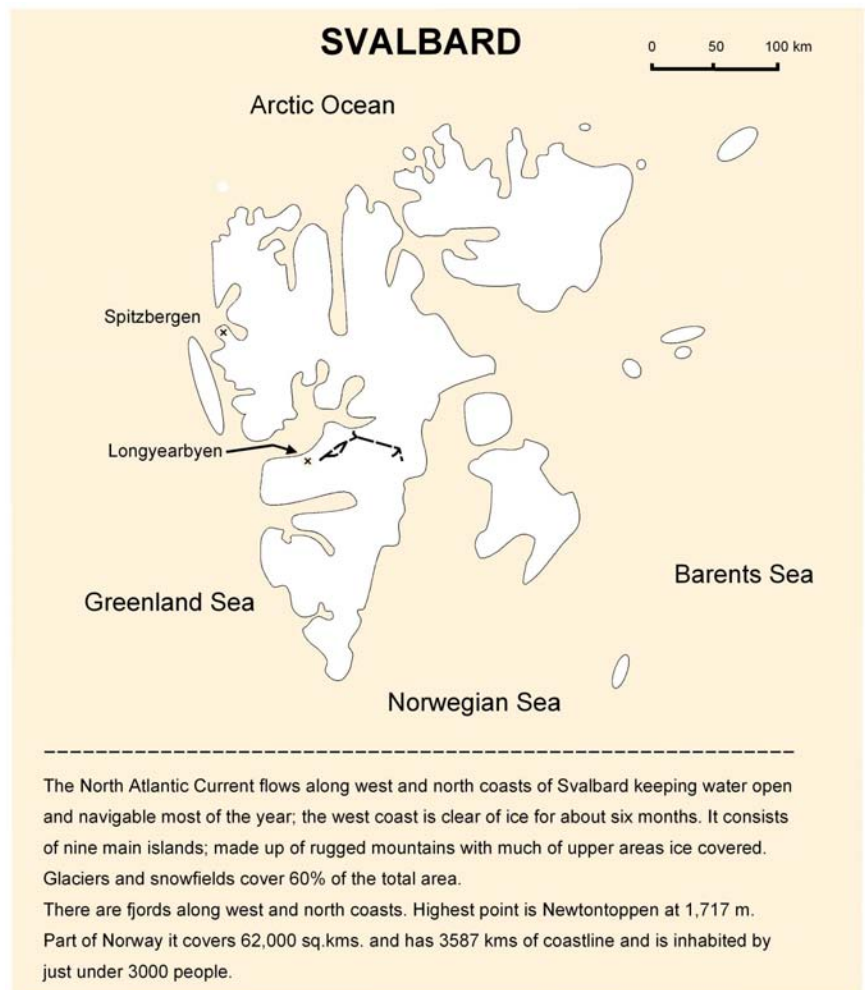 SVALBARD
0 50 100 km
Arctic Ocean
Spitzbergen
Longyearbyen
Barents Sea
Greenland Sea
Norwegian Sea
The North Atlantic Current flows along west and north coasts of Svalbard keeping water open
and navigable most of the year; the west coast is clear of ice for about six months. It consists
of nine main islands; made up of rugged mountains with much of upper areas ice covered.
Glaciers and snowfields cover 60% of the total area.
There are fjords along west and north coasts. Highest point is Newtontoppen at 1,717 m.
Part of Norway it covers 62,000 sq.kms. and has 3587 kms of coastline and is inhabited by
just under 3000 people.